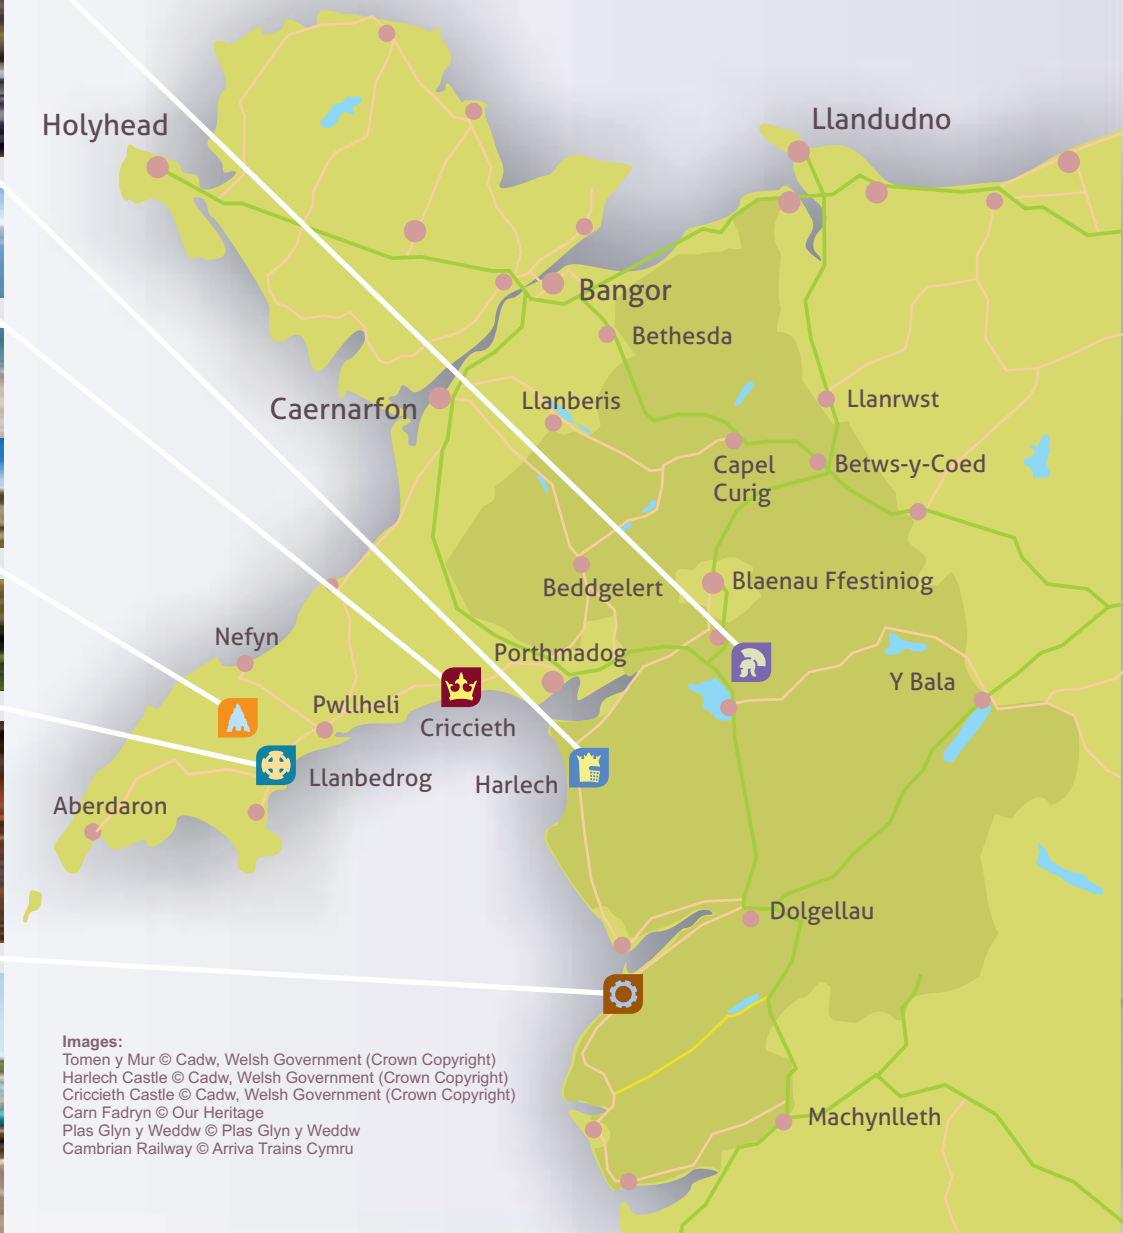 Holyhead
Llandudno
Bangor
Bethesda
Caernarfon
Llanberis
Llanrwst
Capel
Curig
Betws-y-Coed
Beddgelert
Blaenau Ffestiniog
Nefyn
Porthmadog
Y Bala
Pwllheli
Criccieth
Llanbedrog
Harlech
Aberdaron
Dolgellau
Machynlleth
Images:
Tomen y Mur © Cadw, Welsh Government (Crown Copyright)
Harlech Castle © Cadw, Welsh Government (Crown Copyright)
Criccieth Castle © Cadw, Welsh Government (Crown Copyright)
Carn Fadryn © Our Heritage
Plas Glyn y Weddw © Plas Glyn y Weddw
Cambrian Railway © Arriva Trains Cymru